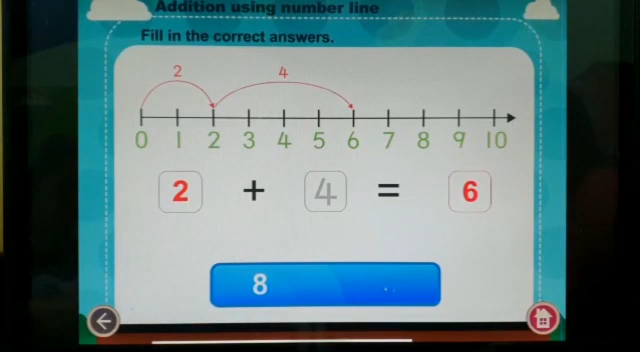 Addition using number line
Fill in the correct answers.
2 4
0 1 2 3 4 5 6 7 8 9 10
2 + 4 = 6
8